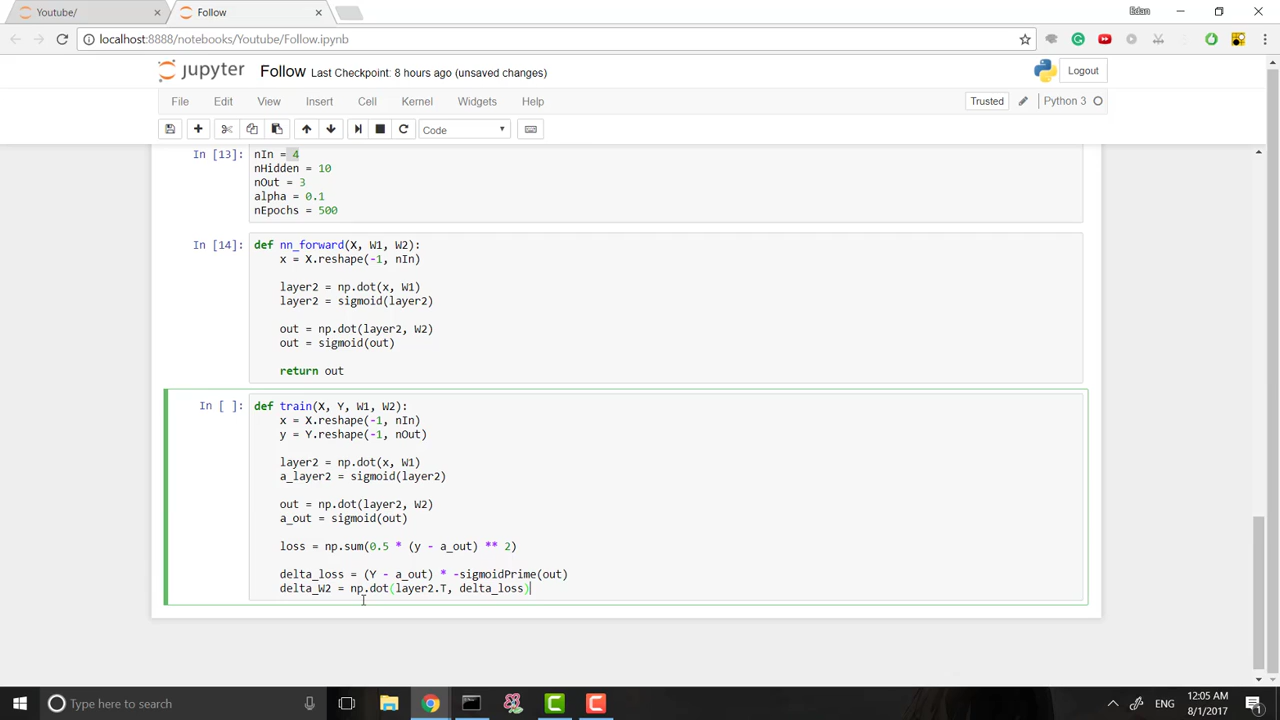 Youtube/
Follow
Edan
localhost:8888/notebooks/Youtube/Follow.ipynb
jupyter Follow Last Checkpoint: 8 hours ago (unsaved changes)
Logout
File Edit View Insert Cell Kernel Widgets Help
Trusted
Python 3
Code
In [13]: nIn = 4
nHidden = 10
nOut = 3
alpha = 0.1
nEpochs = 500
In [14]: def nn_forward(X, W1, W2):
x = X.reshape(-1, nIn)
layer2 = np.dot(x, W1)
layer2 = sigmoid(layer2)
out = np.dot(layer2, W2)
out = sigmoid(out)
return out
In [ ]: def train(X, Y, W1, W2):
x = X.reshape(-1, nIn)
y = Y.reshape(-1, nOut)
layer2 = np.dot(x, W1)
a_layer2 = sigmoid(layer2)
out = np.dot(layer2, W2)
a_out = sigmoid(out)
loss = np.sum(0.5 * (y - a_out) ** 2)
delta_loss = (Y - a_out) * -sigmoidPrime(out)
delta_W2 = np.dot(layer2.T, delta_loss)
Type here to search
12:05 AM
8/1/2017